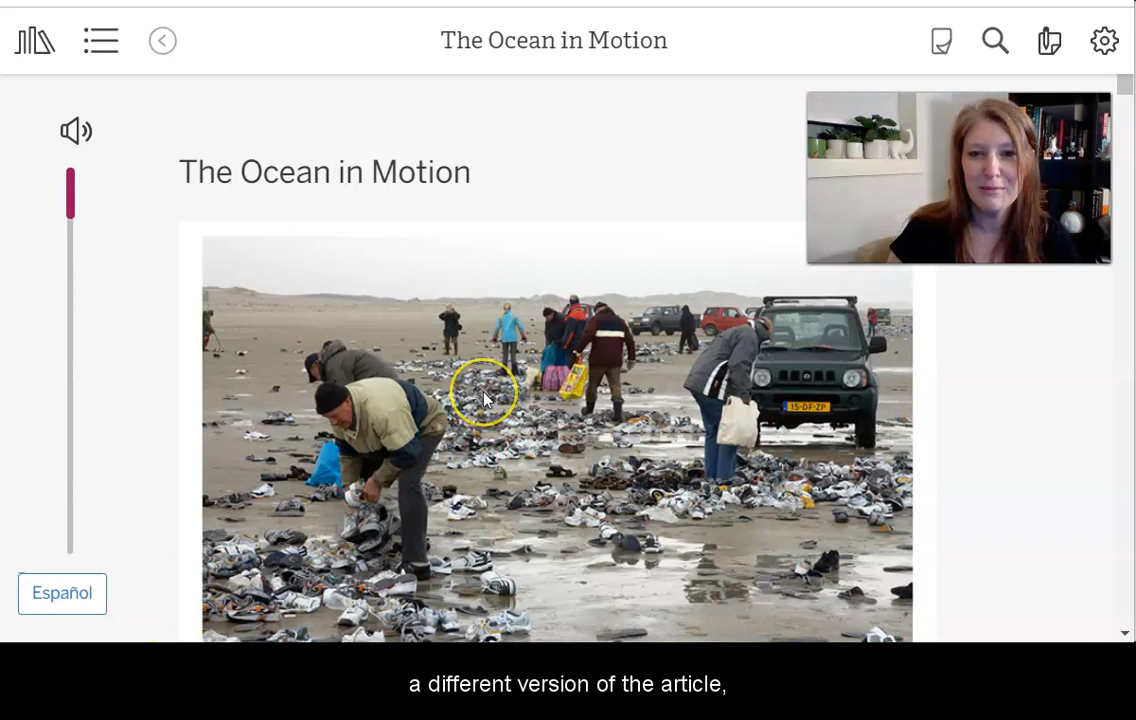 The Ocean in Motion
The Ocean in Motion
15-DF-ZP
Español
a different version of the article,